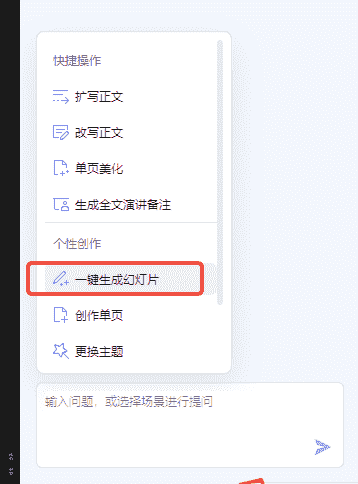 快捷操作
扩写正文
改写正文
单页美化
生成全文演讲备注
个性创作
一键生成幻灯片
创作单页
更换主题
输入问题，或选择场景进行提问